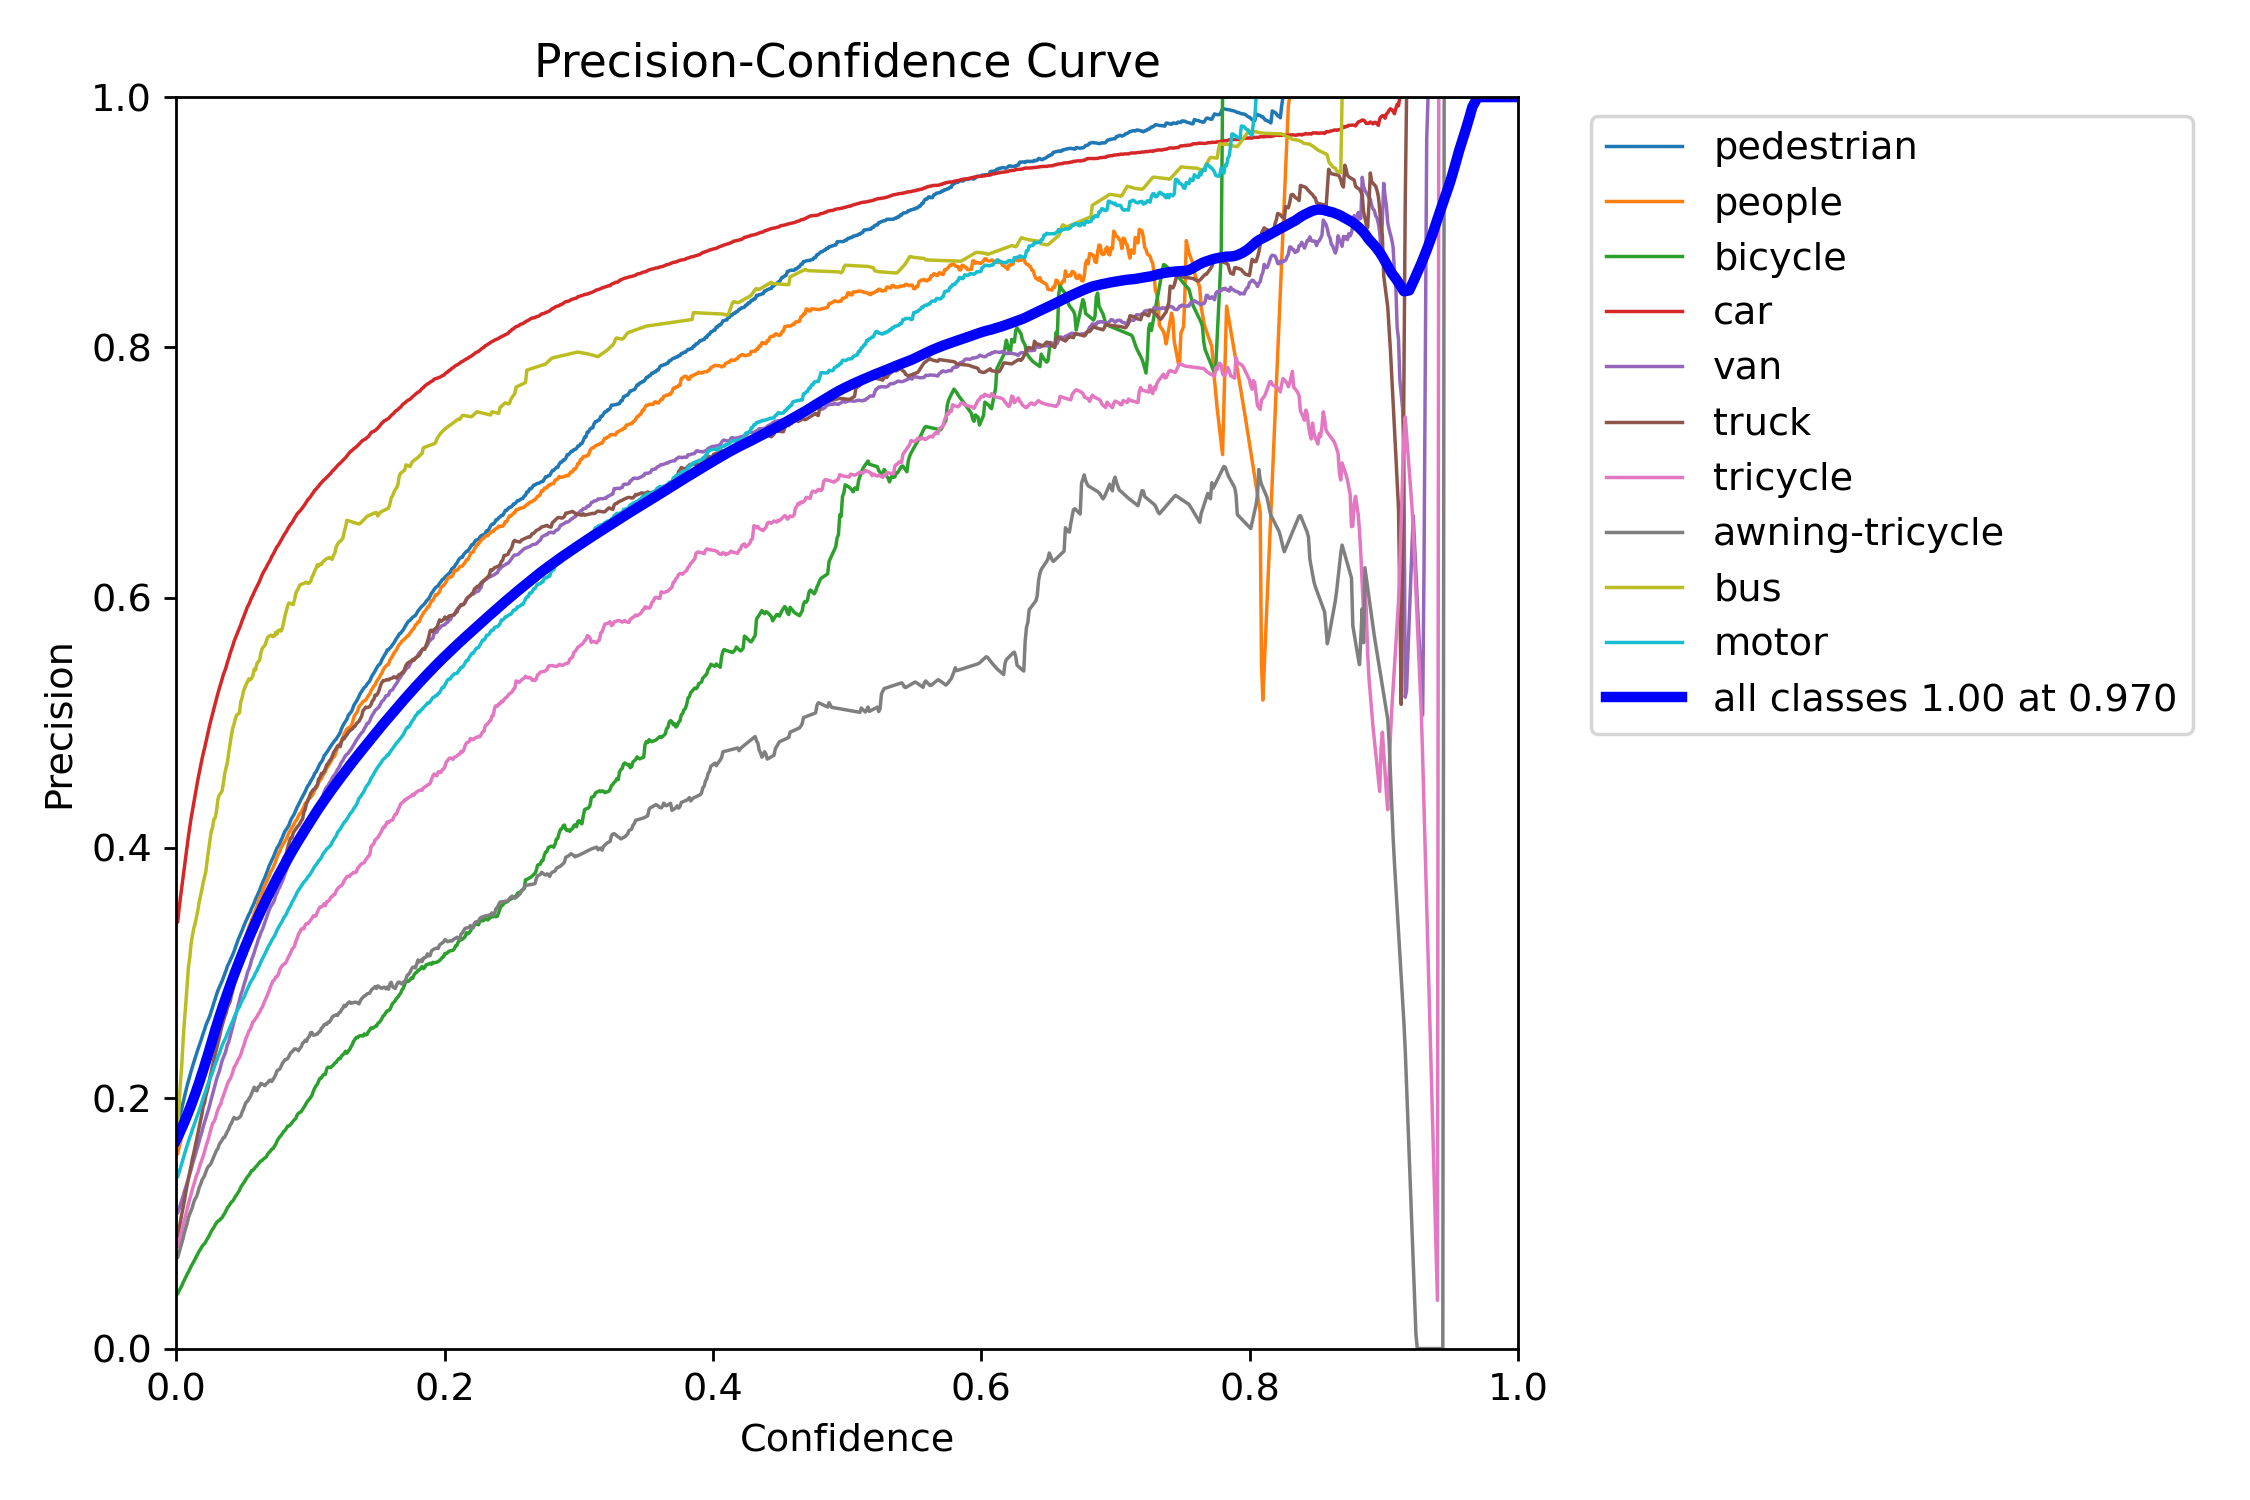 Precision-Confidence Curve
1.0
0.8
0.6
0.4
0.2
0.0
Precision
0.0 0.2 0.4 0.6 0.8 1.0
Confidence
pedestrian
people
bicycle
car
van
truck
tricycle
awning-tricycle
bus
motor
all classes 1.00 at 0.970